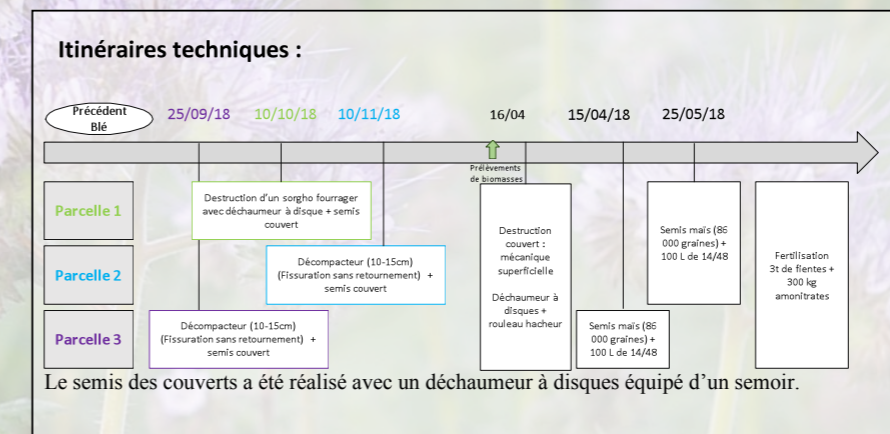 Itinéraires techniques :
Précédent
Blé
25/09/18
10/10/18
10/11/18
16/04
15/04/18
25/05/18
Prélèvements
de biomasses
Parcelle 1
Destruction d'un sorgho fourrager
avec déchaumeur à disque + semis
couvert
Parcelle 2
Décompacteur (10-15cm)
(Fissuration sans retournement) +
semis couvert
Parcelle 3
Décompacteur (10-15cm)
(Fissuration sans retournement) +
semis couvert
Destruction
couvert :
mécanique
superficielle
Déchaumeur à
disques +
rouleau hacheur
Semis maïs (86
000 graines) +
100 L de 14/48
Semis maïs (86
000 graines) +
100 L de 14/48
Fertilisation
3t de fientes +
300 kg
amonitrates
Le semis des couverts a été réalisé avec un déchaumeur à disques équipé d'un semoir.